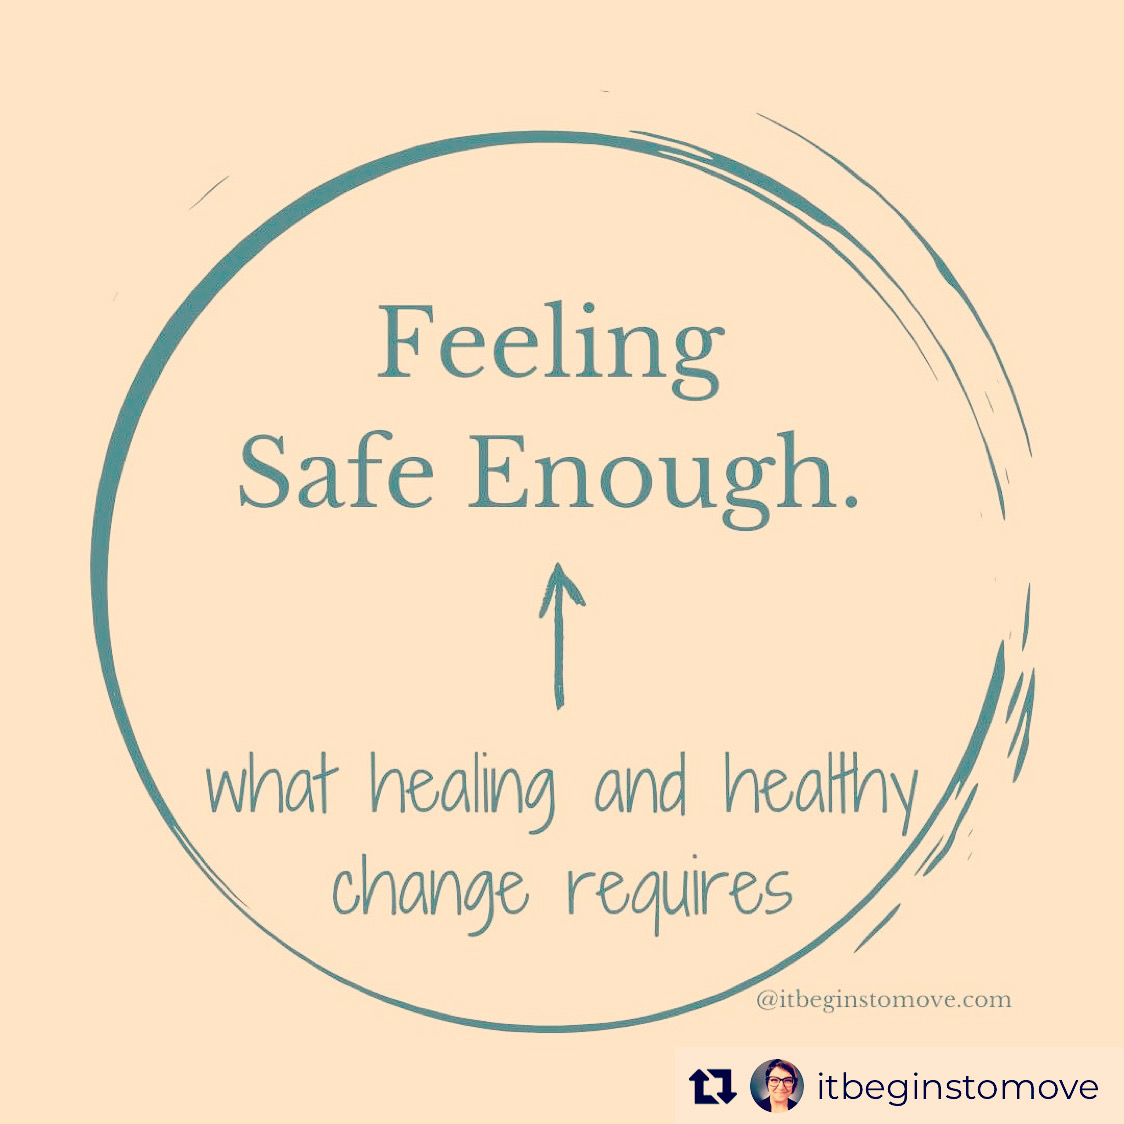 Feeling
Safe Enough.
what healing and healthy
change requires
@itbeginstomove.com
itbeginstomove